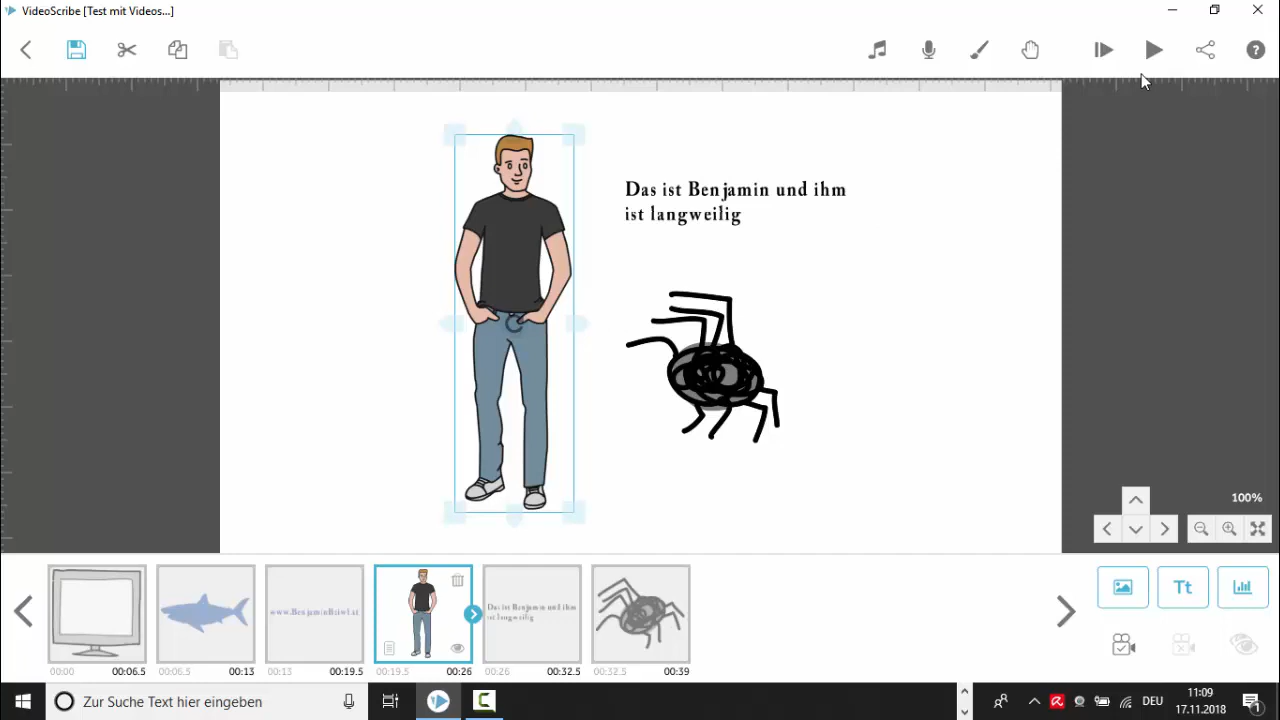 VideoScribe [Test mit Videos...]
Das ist Benjamin und ihm
ist langweilig
100%
www.BenjaminBriwl.at
Das ist Benjamin und ihm
ist langweilig
Tt
00:00 00:06.5
00:06.5 00:13
00:13 00:19.5
00:19.5 00:26
00:26 00:32.5
00:32.5 00:39
Zur Suche Text hier eingeben
DEU
11:09
17.11.2018
1